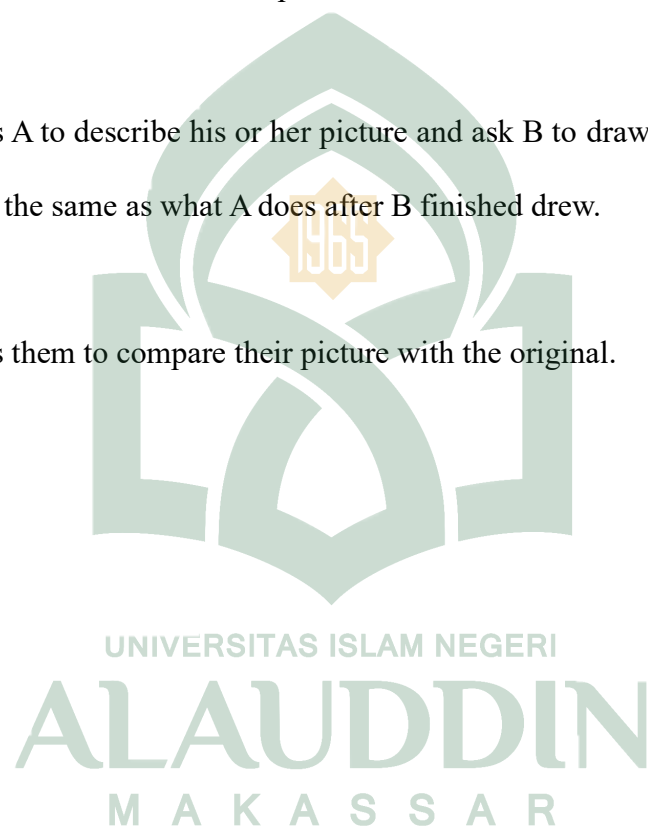 s A to describe his or her picture and ask B to draw
the same as what A does after B finished drew.
1965
s them to compare their picture with the original.
UNIVERSITAS ISLAM NEGERI
ALAUDDIN
M A K A S S A R